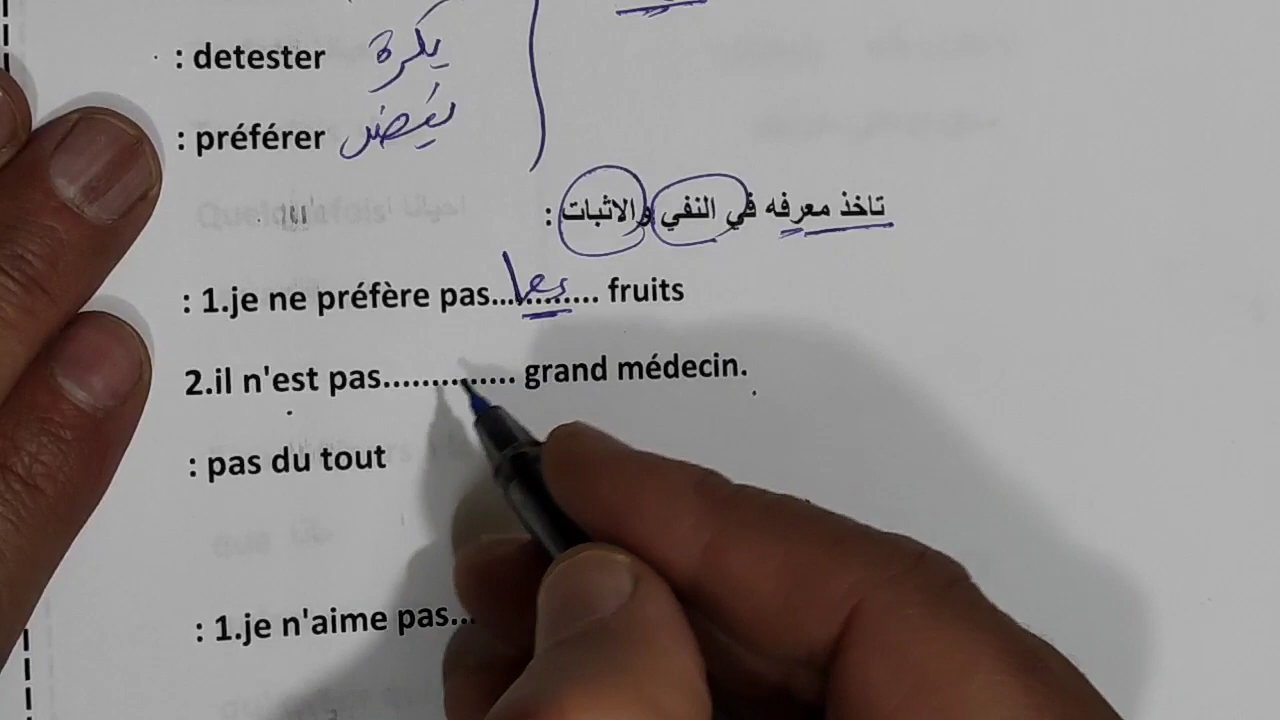 : detester يكرة
: préférer يفضل
تاخذ معرفه في النفي والاثبات :
: 1.je ne préfère pas...les...... fruits
2.il n'est pas.............. grand médecin.
: pas du tout
: 1.je n'aime pas...